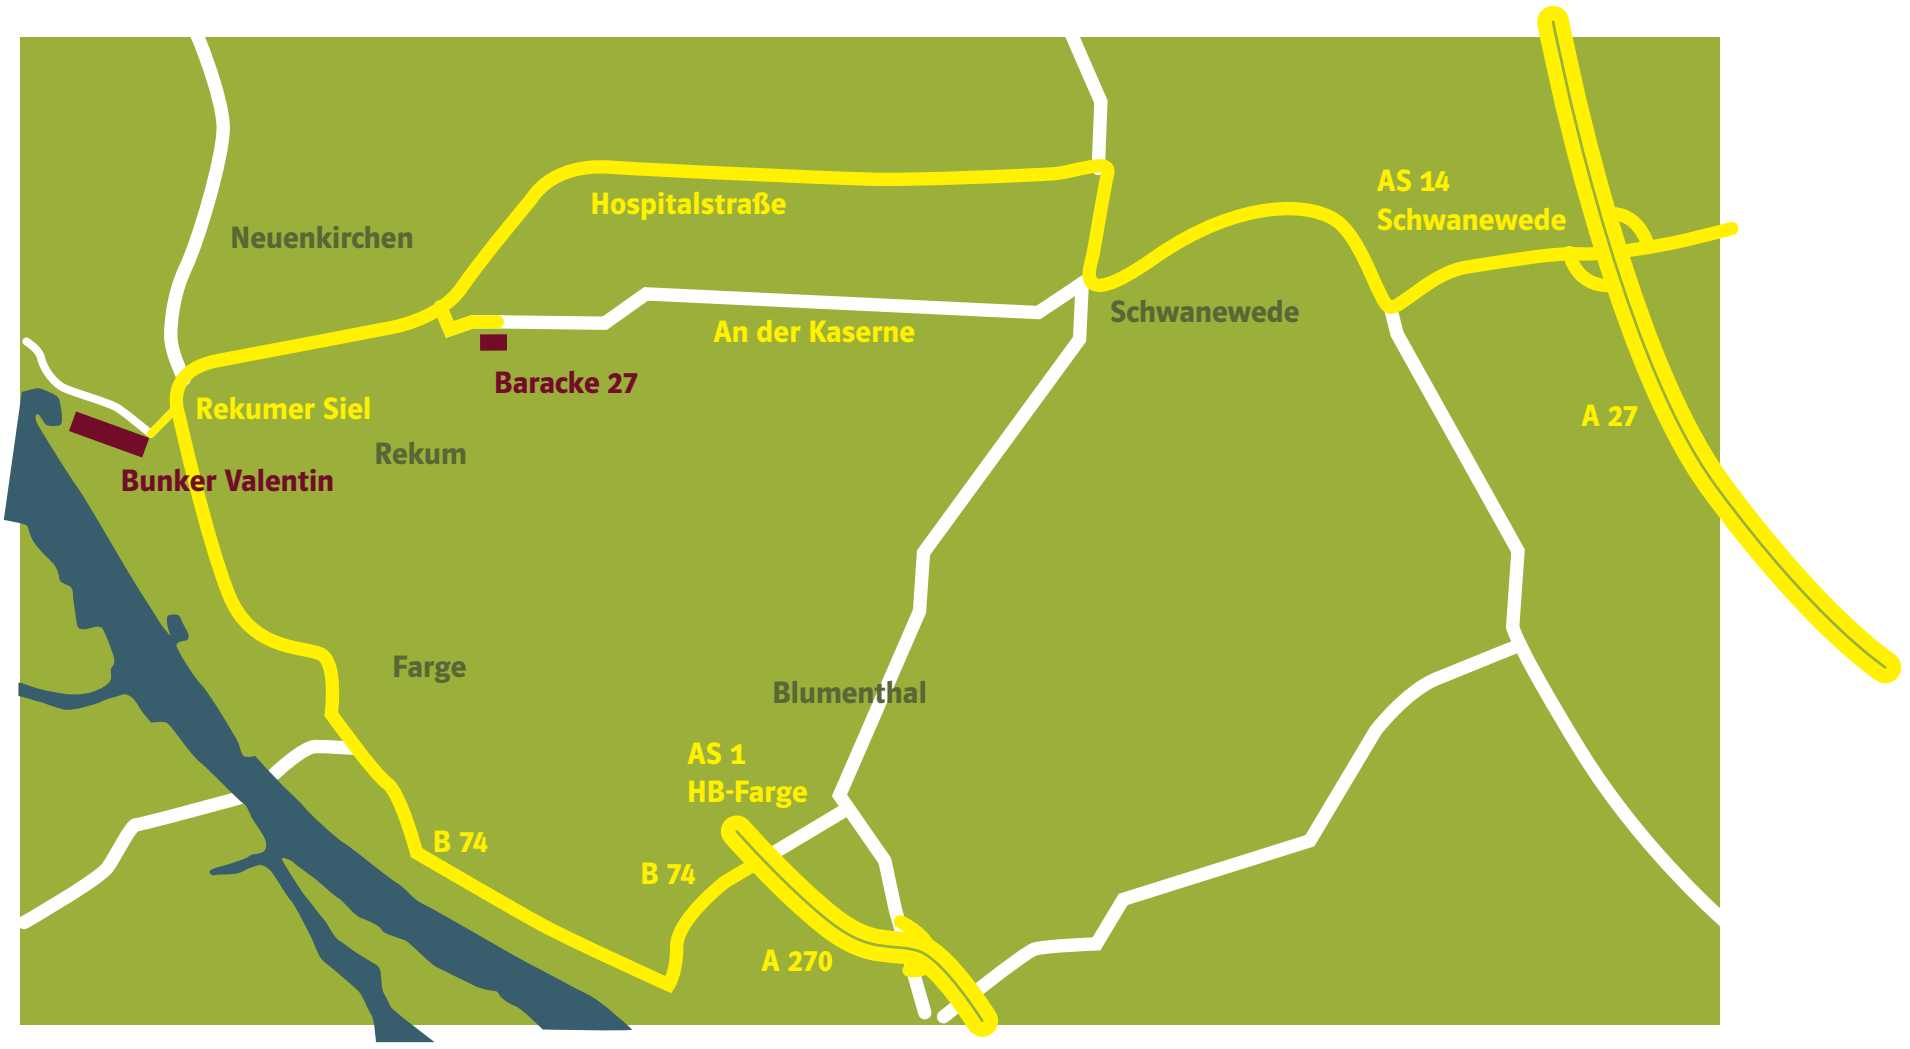 AS 14
Schwanewede
Hospitalstraße
Neuenkirchen
Schwanewede
An der Kaserne
Baracke 27
Rekumer Siel
A 27
Rekum
Bunker Valentin
Farge
Blumenthal
AS 1
HB-Farge
B 74
B 74
A 270